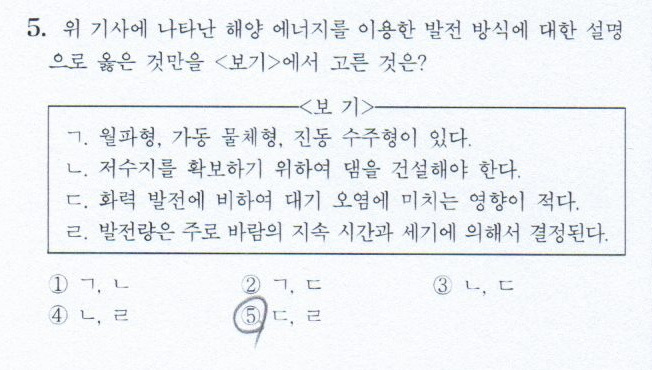 5. 위 기사에 나타난 해양 에너지를 이용한 발전 방식에 대한 설명
으로 옳은 것만을 <보기>에서 고른 것은?
<보 기>
ㄱ. 월파형, 가동 물체형, 진동 수주형이 있다.
ㄴ. 저수지를 확보하기 위하여 댐을 건설해야 한다.
ㄷ. 화력 발전에 비하여 대기 오염에 미치는 영향이 적다.
ㄹ. 발전량은 주로 바람의 지속 시간과 세기에 의해서 결정된다.
① ㄱ, ㄴ ② ㄱ, ㄷ ③ ㄴ, ㄷ
④ ㄴ, ㄹ ⑤ ㄷ, ㄹ